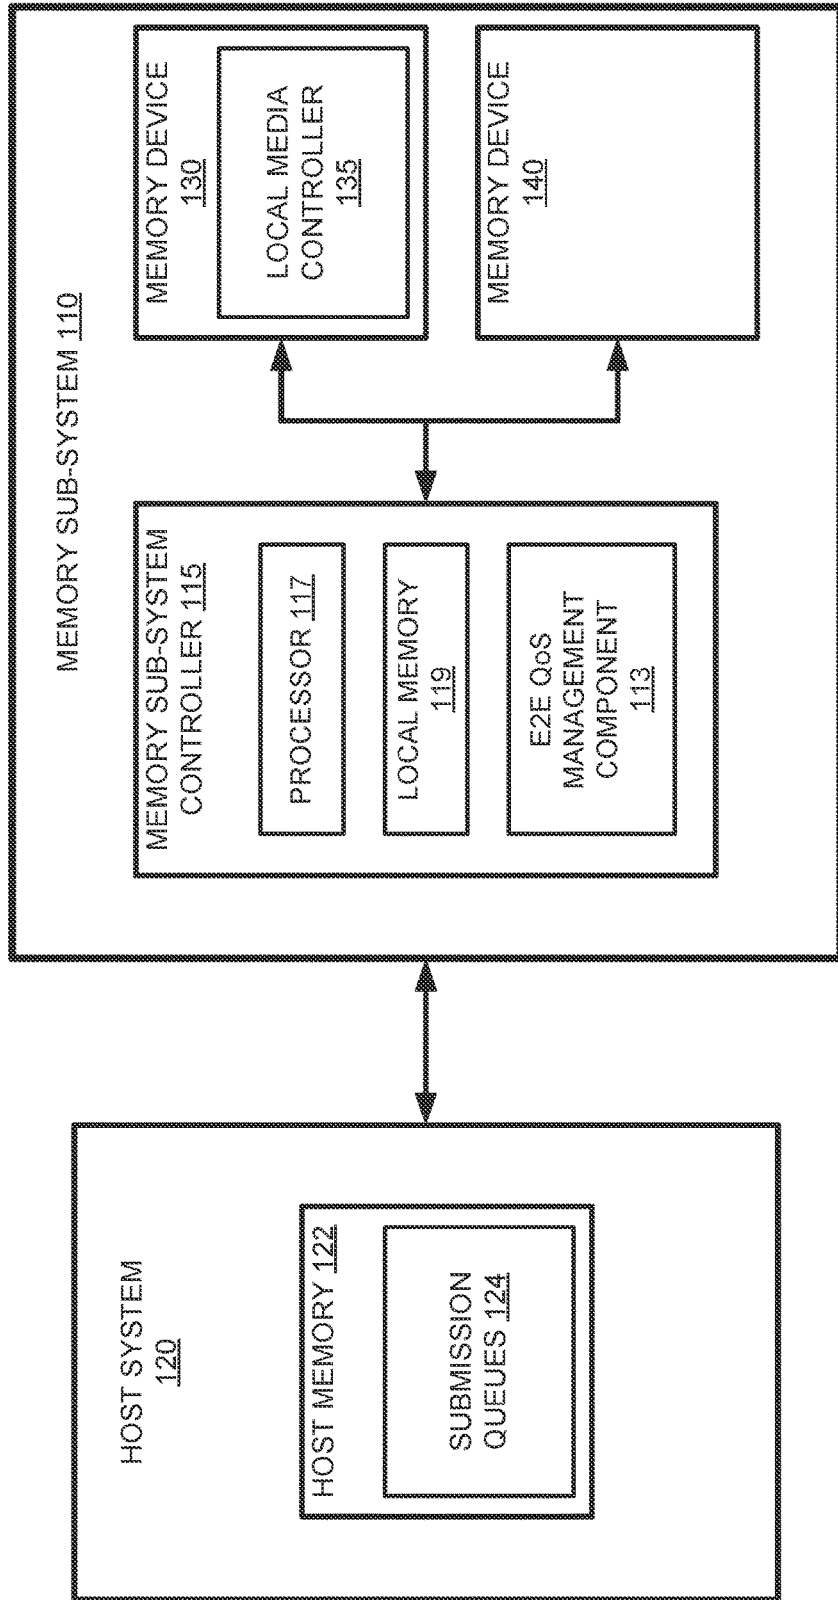 HOST SYSTEM
120
HOST MEMORY 122
SUBMISSION
QUEUES 124
MEMORY SUB-SYSTEM 110
MEMORY SUB-SYSTEM
CONTROLLER 115
PROCESSOR 117
LOCAL MEMORY
119
E2E QoS
MANAGEMENT
COMPONENT
113
MEMORY DEVICE
130
LOCAL MEDIA
CONTROLLER
135
MEMORY DEVICE
140